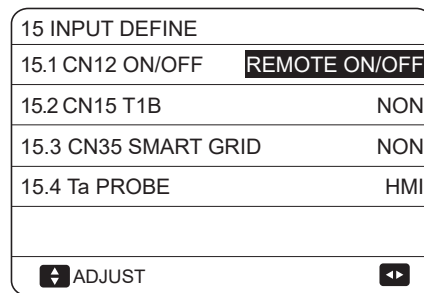 15 INPUT DEFINE
15.1 CN12 ON/OFF REMOTE ON/OFF
15.2 CN15 T1B NON
15.3 CN35 SMART GRID NON
15.4 Ta PROBE HMI
ADJUST